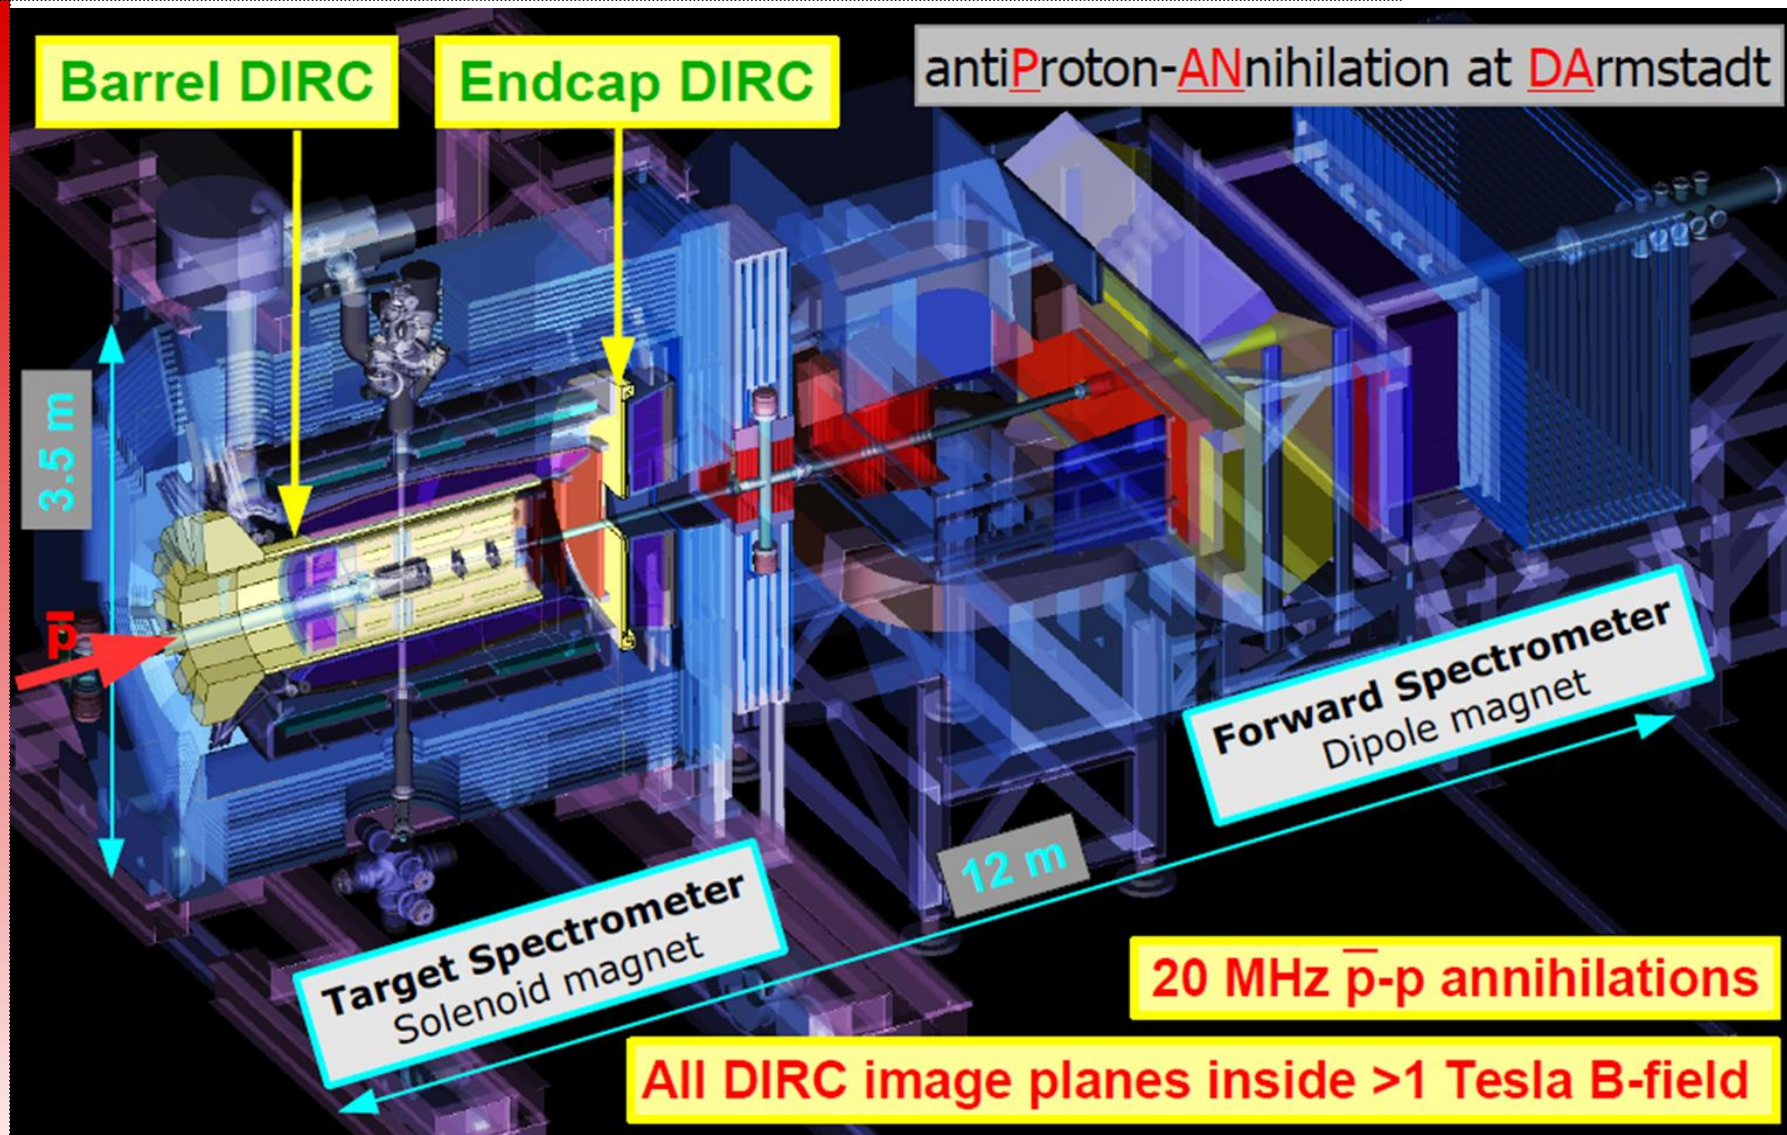 Barrel DIRC
Endcap DIRC
antiProton-ANnihilation at DArmstadt
3.5 m
p̅
Forward Spectrometer
Dipole magnet
12 m
Target Spectrometer
Solenoid magnet
20 MHz p̅-p annihilations
All DIRC image planes inside >1 Tesla B-field